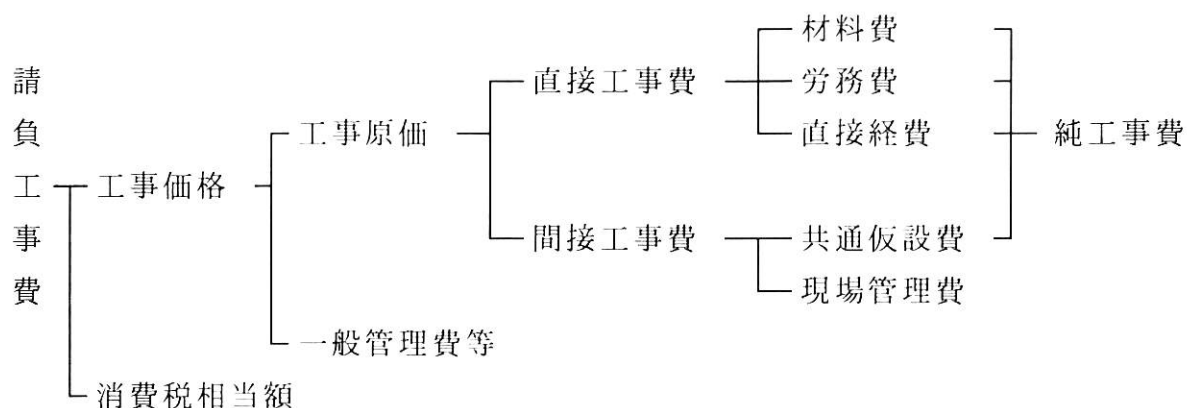 請負工事費
工事価格
消費税相当額
工事原価
一般管理費等
直接工事費
間接工事費
材料費
労務費
直接経費
共通仮設費
現場管理費
純工事費